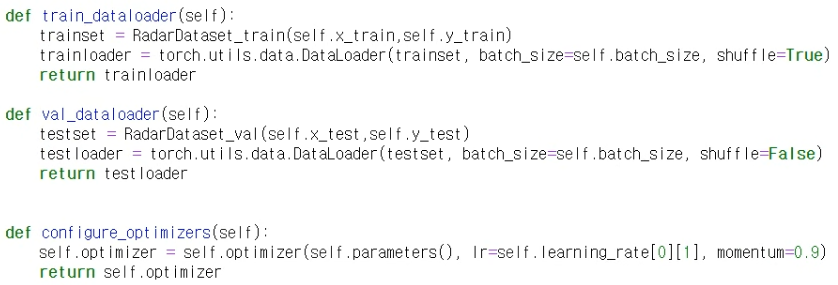 def train_dataloader(self):
    trainset = RadarDataset_train(self.x_train,self.y_train)
    trainloader = torch.utils.data.DataLoader(trainset, batch_size=self.batch_size, shuffle=True)
    return trainloader

def val_dataloader(self):
    testset = RadarDataset_val(self.x_test,self.y_test)
    testloader = torch.utils.data.DataLoader(testset, batch_size=self.batch_size, shuffle=False)
    return testloader

def configure_optimizers(self):
    self.optimizer = self.optimizer(self.parameters(), lr=self.learning_rate[0][1], momentum=0.9)
    return self.optimizer